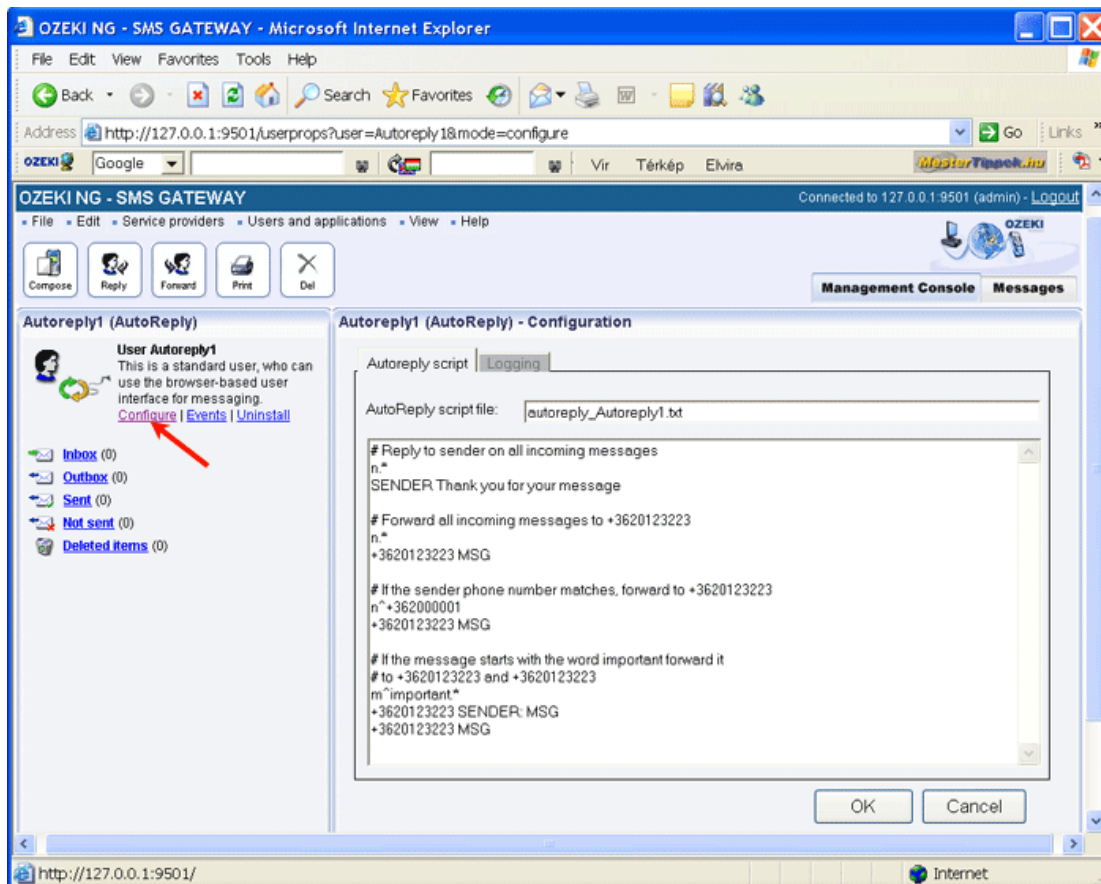 OZEKI NG - SMS GATEWAY - Microsoft Internet Explorer
File Edit View Favorites Tools Help
Back Search Favorites
Address http://127.0.0.1:9501/userprops?user=Autoreply1&mode=configure Go Links »
OZEKI Google Vir Térkép Elvira MusterTippek.hu
OZEKI NG - SMS GATEWAY Connected to 127.0.0.1:9501 (admin) - Logout
File Edit Service providers Users and applications View Help
OZEKI
Compose Reply Forward Print Del
Management Console Messages
Autoreply1 (AutoReply)
User Autoreply1
This is a standard user, who can
use the browser-based user
interface for messaging.
Configure | Events | Uninstall
Inbox (0)
Outbox (0)
Sent (0)
Not sent (0)
Deleted items (0)
Autoreply1 (AutoReply) - Configuration
Autoreply script Logging
AutoReply script file: autoreply_Autoreply1.txt
# Reply to sender on all incoming messages
n.*
SENDER Thank you for your message
# Forward all incoming messages to +3620123223
n.*
+3620123223 MSG
# If the sender phone number matches, forward to +3620123223
n^+362000001
+3620123223 MSG
# If the message starts with the word important forward it
# to +3620123223 and +3620123223
m^important.*
+3620123223 SENDER: MSG
+3620123223 MSG
OK Cancel
http://127.0.0.1:9501/ Internet